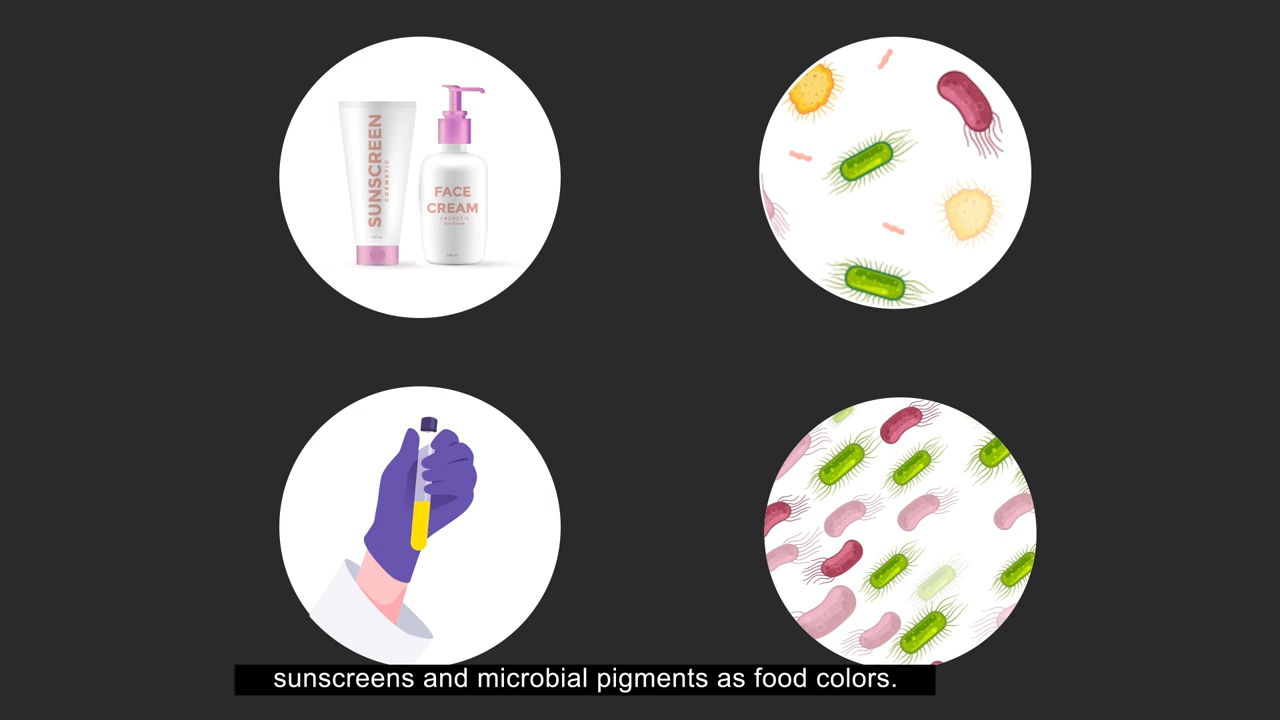 SUNSCREEN
COSMETIC
FACE
CREAM
COSMETIC
sunscreens and microbial pigments as food colors.